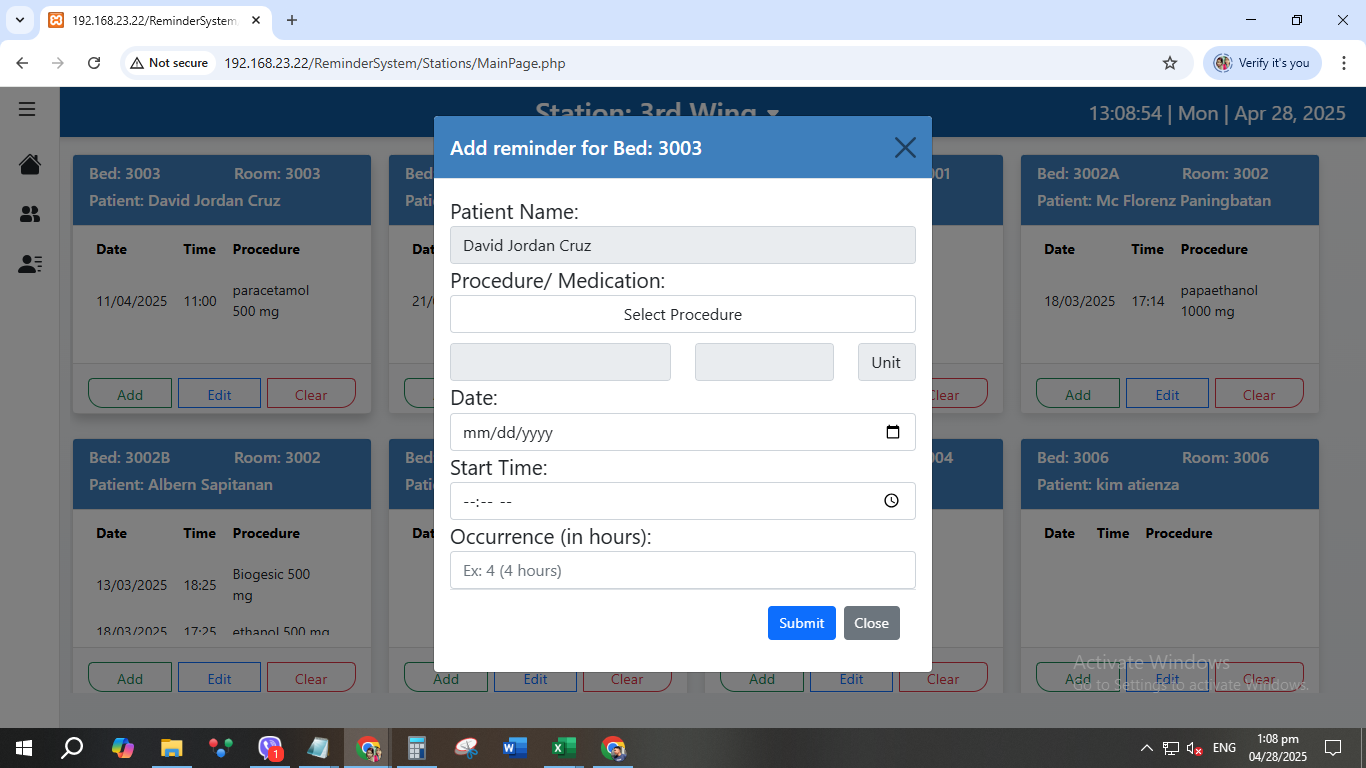 192.168.23.22/ReminderSystem
Not secure
192.168.23.22/ReminderSystem/Stations/MainPage.php
Verify it's you
Station: 3rd Wing
13:08:54 | Mon | Apr 28, 2025
Bed: 3003 Room: 3003
Patient: David Jordan Cruz
Date Time Procedure
11/04/2025 11:00 paracetamol
500 mg
Add Edit Clear
Add reminder for Bed: 3003
Patient Name:
David Jordan Cruz
Procedure/ Medication:
Select Procedure
Unit
Date:
mm/dd/yyyy
Start Time:
--:-- --
Occurrence (in hours):
Ex: 4 (4 hours)
Submit Close
Bed: 3002A Room: 3002
Patient: Mc Florenz Paningbatan
Date Time Procedure
18/03/2025 17:14 papaethanol
1000 mg
Add Edit Clear
Bed: 3002B Room: 3002
Patient: Albern Sapitanan
Date Time Procedure
13/03/2025 18:25 Biogesic 500
mg
18/03/2025 17:25 ethanol 500 mg
Add Edit Clear
Add Edit Clear
Add Edit Clear
Bed: 3006 Room: 3006
Patient: kim atienza
Date Time Procedure
Add Edit Clear
Activate Windows
Go to Settings to activate Windows.
1
ENG
1:08 pm
04/28/2025